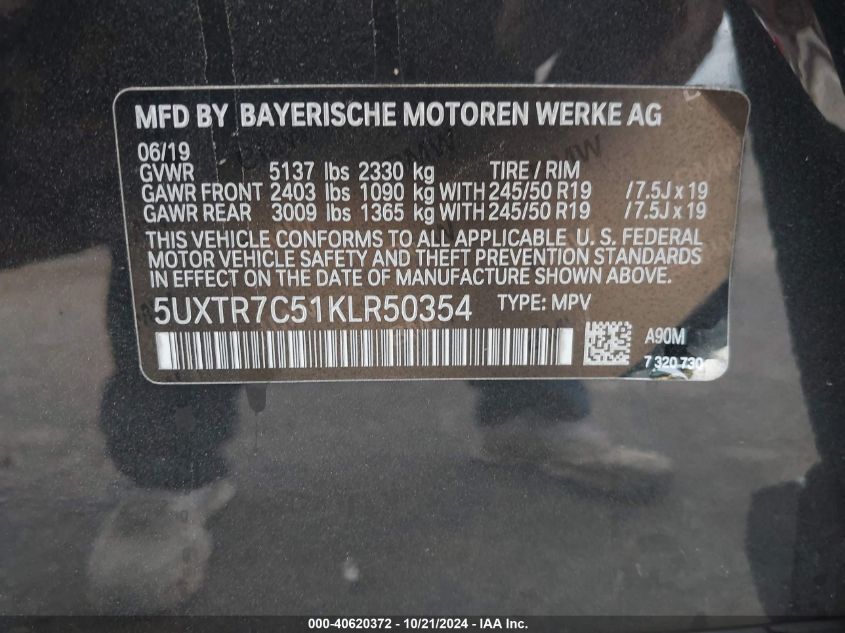 MFD BY BAYERISCHE MOTOREN WERKE AG
06/19
GVWR 5137 lbs 2330 kg TIRE / RIM
GAWR FRONT 2403 lbs 1090 kg WITH 245/50 R19 /7.5J x 19
GAWR REAR 3009 lbs 1365 kg WITH 245/50 R19 /7.5J x 19
THIS VEHICLE CONFORMS TO ALL APPLICABLE U. S. FEDERAL
MOTOR VEHICLE SAFETY AND THEFT PREVENTION STANDARDS
IN EFFECT ON THE DATE OF MANUFACTURE SHOWN ABOVE.
5UXTR7C51KLR50354 TYPE: MPV
A90M
7 320 730
000-40620372 - 10/21/2024 - IAA Inc.